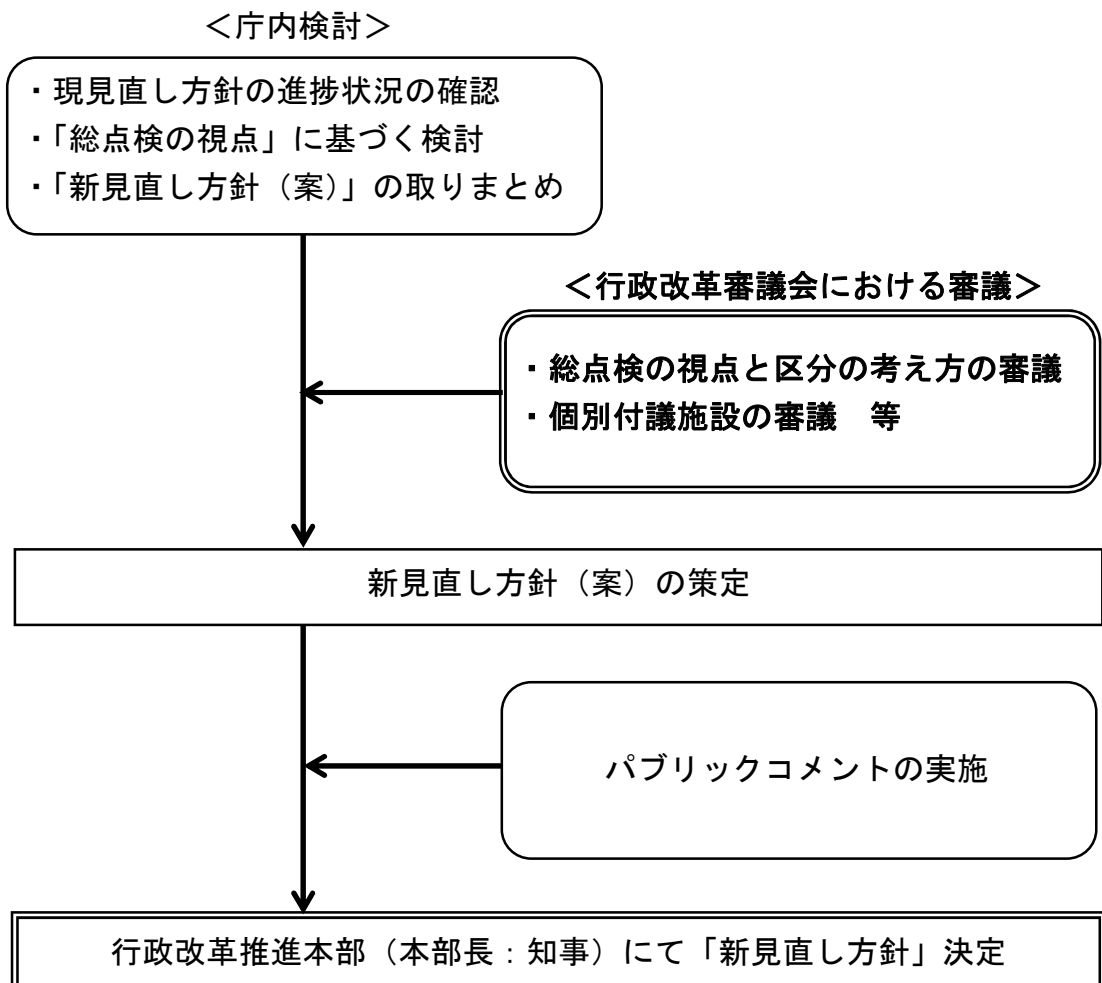 ＜庁内検討＞
・現見直し方針の進捗状況の確認
・「総点検の視点」に基づく検討
・「新見直し方針（案）」の取りまとめ
＜行政改革審議会における審議＞
・総点検の視点と区分の考え方の審議
・個別付議施設の審議　等
新見直し方針（案）の策定
パブリックコメントの実施
行政改革推進本部（本部長：知事）にて「新見直し方針」決定